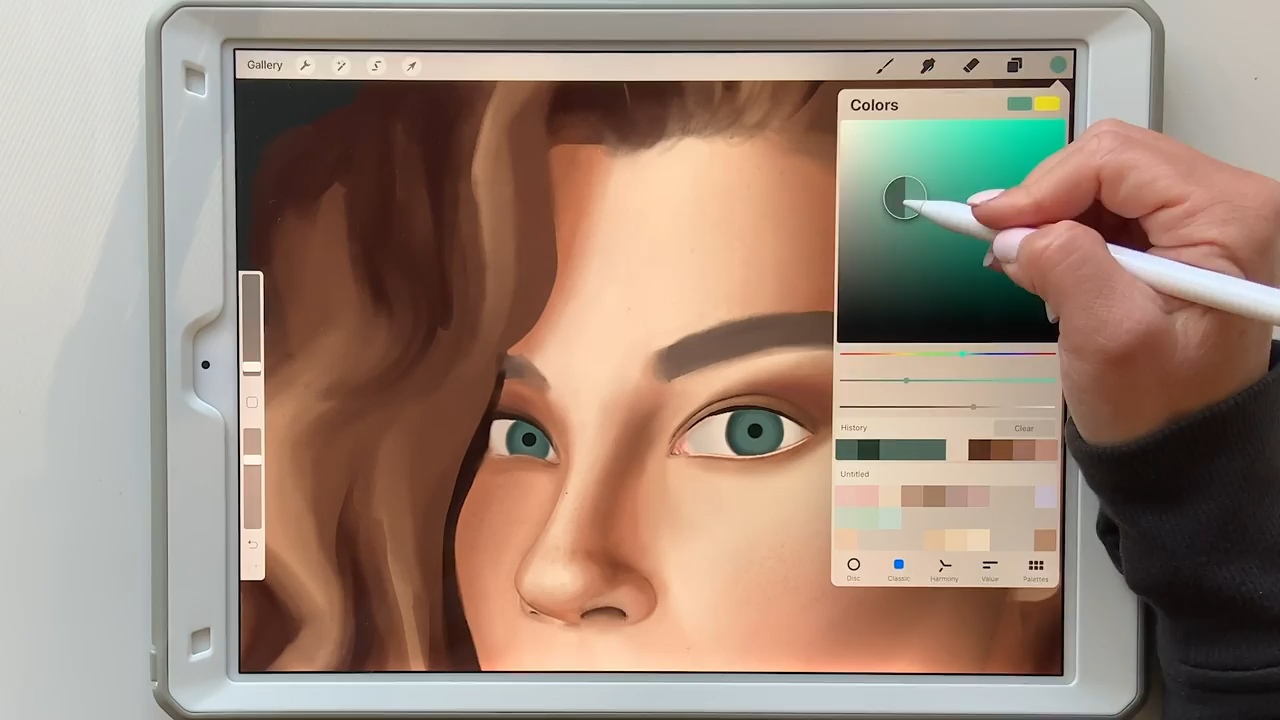 Gallery
Colors
History Clear
Untitled
Disc Classic Harmony Value Palettes